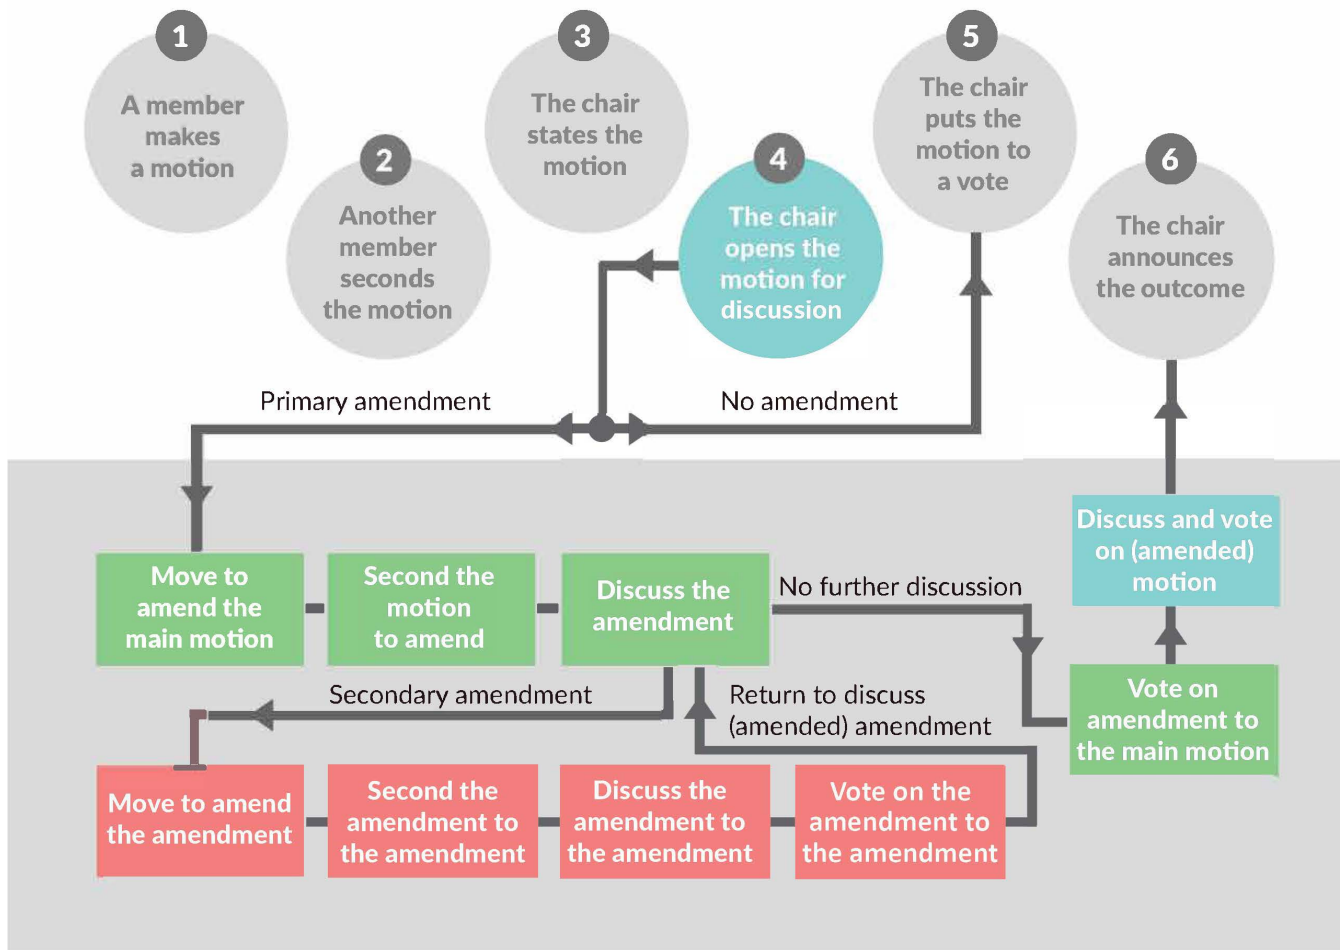 1
A member
makes
a motion
2
Another
member
seconds
the motion
3
The chair
states the
motion
4
The chair
opens the
motion for
discussion
5
The chair
puts the
motion to
a vote
6
The chair
announces
the outcome
Primary amendment
No amendment
Move to
amend the
main motion
Second the
motion
to amend
Discuss the
amendment
No further discussion
Discuss and vote
on (amended)
motion
Vote on
amendment to
the main motion
Secondary amendment
Return to discuss
(amended) amendment
Move to amend
the amendment
Second the
amendment to
the amendment
Discuss the
amendment to
the amendment
Vote on the
amendment to
the amendment